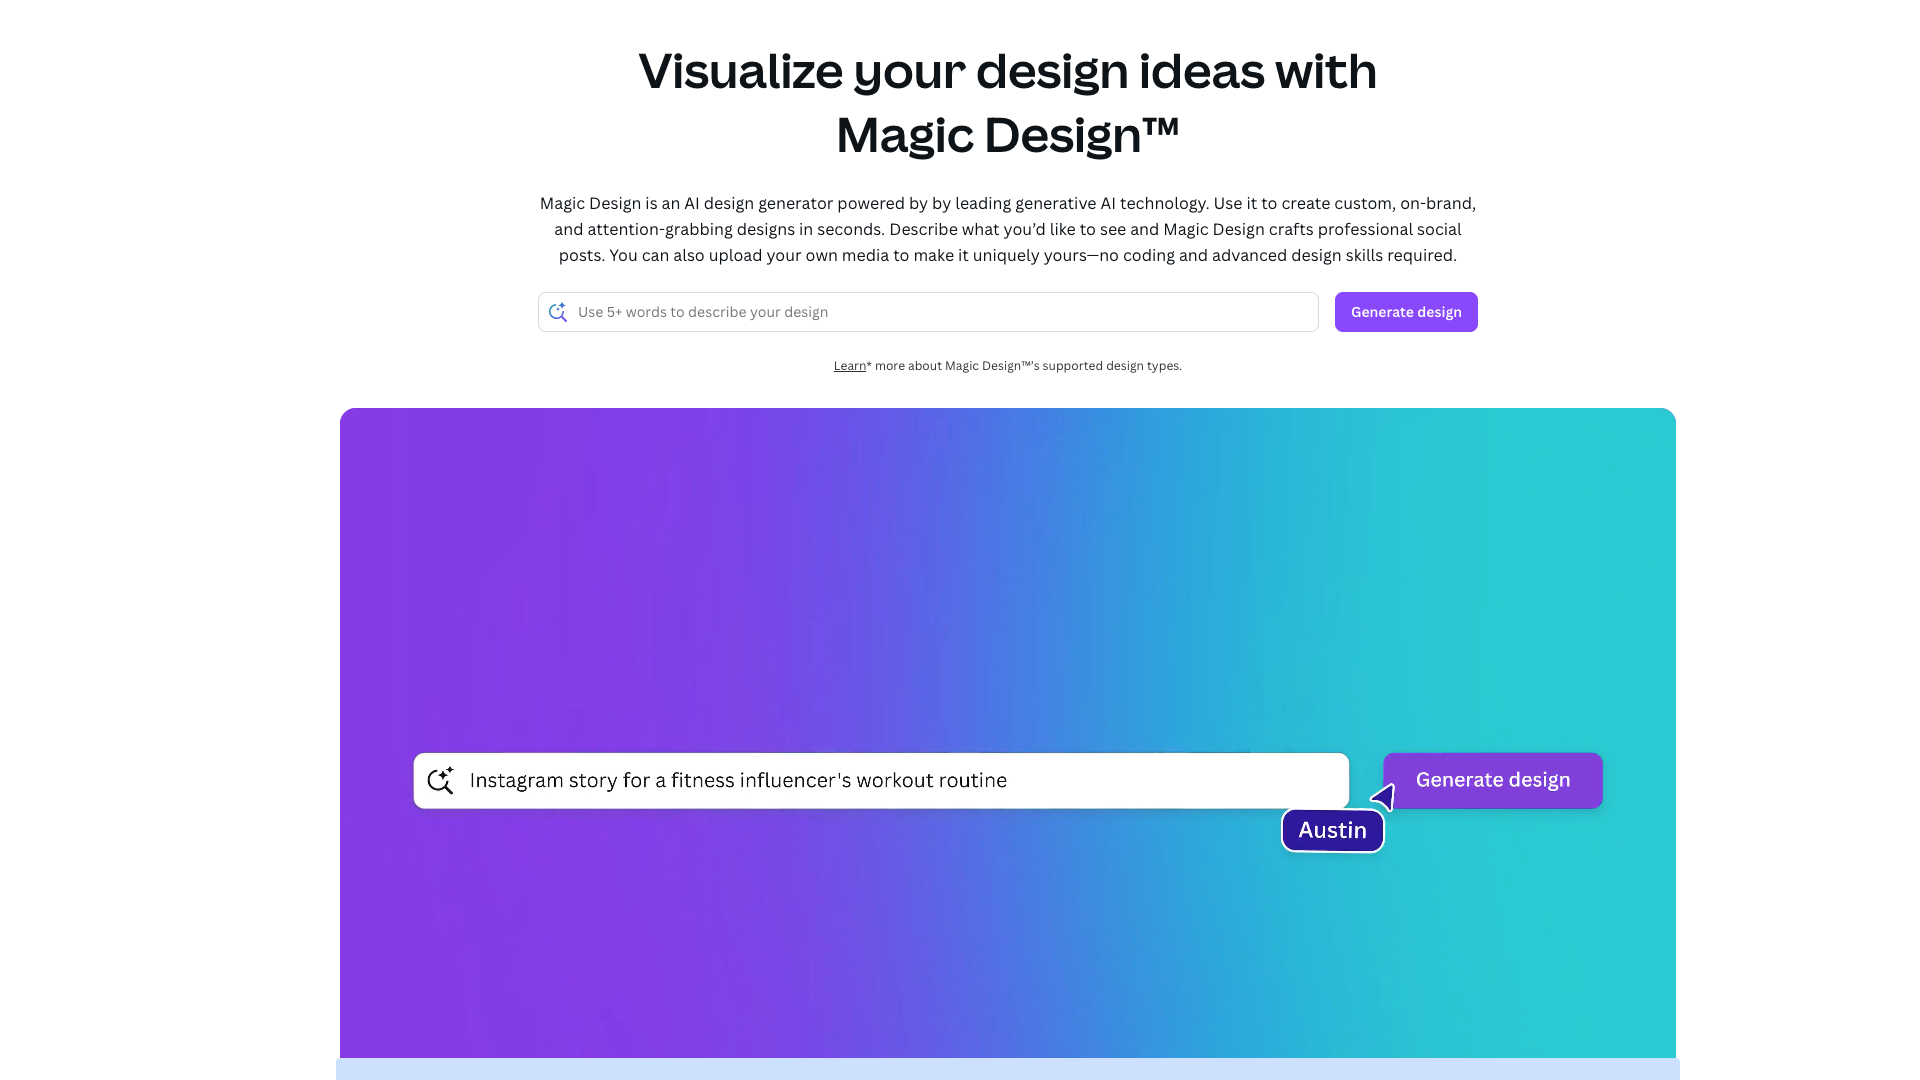 Visualize your design ideas with
Magic Design™
Magic Design is an AI design generator powered by by leading generative AI technology. Use it to create custom, on-brand,
and attention-grabbing designs in seconds. Describe what you’d like to see and Magic Design crafts professional social
posts. You can also upload your own media to make it uniquely yours—no coding and advanced design skills required.
Use 5+ words to describe your design
Generate design
Learn* more about Magic Design™’s supported design types.
Instagram story for a fitness influencer's workout routine
Generate design
Austin